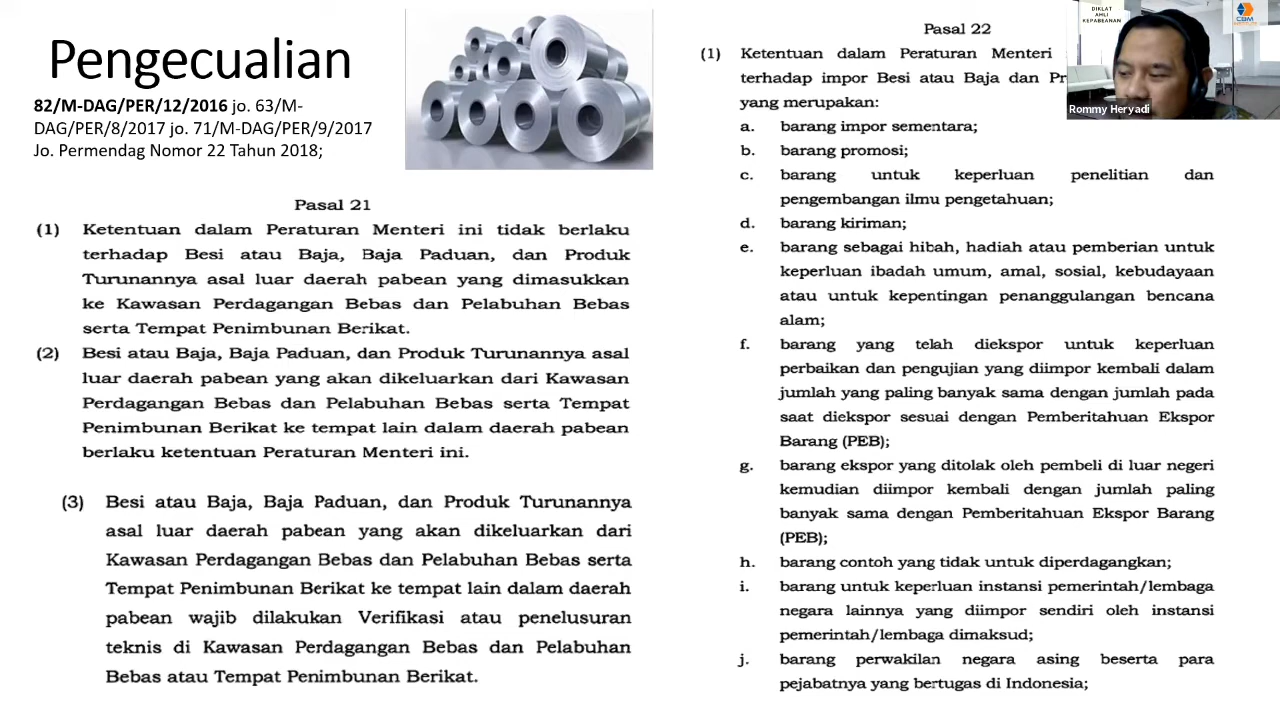 Pengecualian
82/M-DAG/PER/12/2016 jo. 63/M-
DAG/PER/8/2017 jo. 71/M-DAG/PER/9/2017
Jo. Permendag Nomor 22 Tahun 2018;
Pasal 21
(1) Ketentuan dalam Peraturan Menteri ini tidak berlaku
terhadap Besi atau Baja, Baja Paduan, dan Produk
Turunannya asal luar daerah pabean yang dimasukkan
ke Kawasan Perdagangan Bebas dan Pelabuhan Bebas
serta Tempat Penimbunan Berikat.
(2) Besi atau Baja, Baja Paduan, dan Produk Turunannya asal
luar daerah pabean yang akan dikeluarkan dari Kawasan
Perdagangan Bebas dan Pelabuhan Bebas serta Tempat
Penimbunan Berikat ke tempat lain dalam daerah pabean
berlaku ketentuan Peraturan Menteri ini.
(3) Besi atau Baja, Baja Paduan, dan Produk Turunannya
asal luar daerah pabean yang akan dikeluarkan dari
Kawasan Perdagangan Bebas dan Pelabuhan Bebas serta
Tempat Penimbunan Berikat ke tempat lain dalam daerah
pabean wajib dilakukan Verifikasi atau penelusuran
teknis di Kawasan Perdagangan Bebas dan Pelabuhan
Bebas atau Tempat Penimbunan Berikat.
Pasal 22
(1) Ketentuan dalam Peraturan Menteri
terhadap impor Besi atau Baja dan Pr
yang merupakan:
a. barang impor sementara;
b. barang promosi;
c. barang untuk keperluan penelitian dan
pengembangan ilmu pengetahuan;
d. barang kiriman;
e. barang sebagai hibah, hadiah atau pemberian untuk
keperluan ibadah umum, amal, sosial, kebudayaan
atau untuk kepentingan penanggulangan bencana
alam;
f. barang yang telah diekspor untuk keperluan
perbaikan dan pengujian yang diimpor kembali dalam
jumlah yang paling banyak sama dengan jumlah pada
saat diekspor sesuai dengan Pemberitahuan Ekspor
Barang (PEB);
g. barang ekspor yang ditolak oleh pembeli di luar negeri
kemudian diimpor kembali dengan jumlah paling
banyak sama dengan Pemberitahuan Ekspor Barang
(PEB);
h. barang contoh yang tidak untuk diperdagangkan;
i. barang untuk keperluan instansi pemerintah/lembaga
negara lainnya yang diimpor sendiri oleh instansi
pemerintah/lembaga dimaksud;
j. barang perwakilan negara asing beserta para
pejabatnya yang bertugas di Indonesia;
DIKLAT
AHLI
KEPABEANAN
CBM
Rommy Heryadi